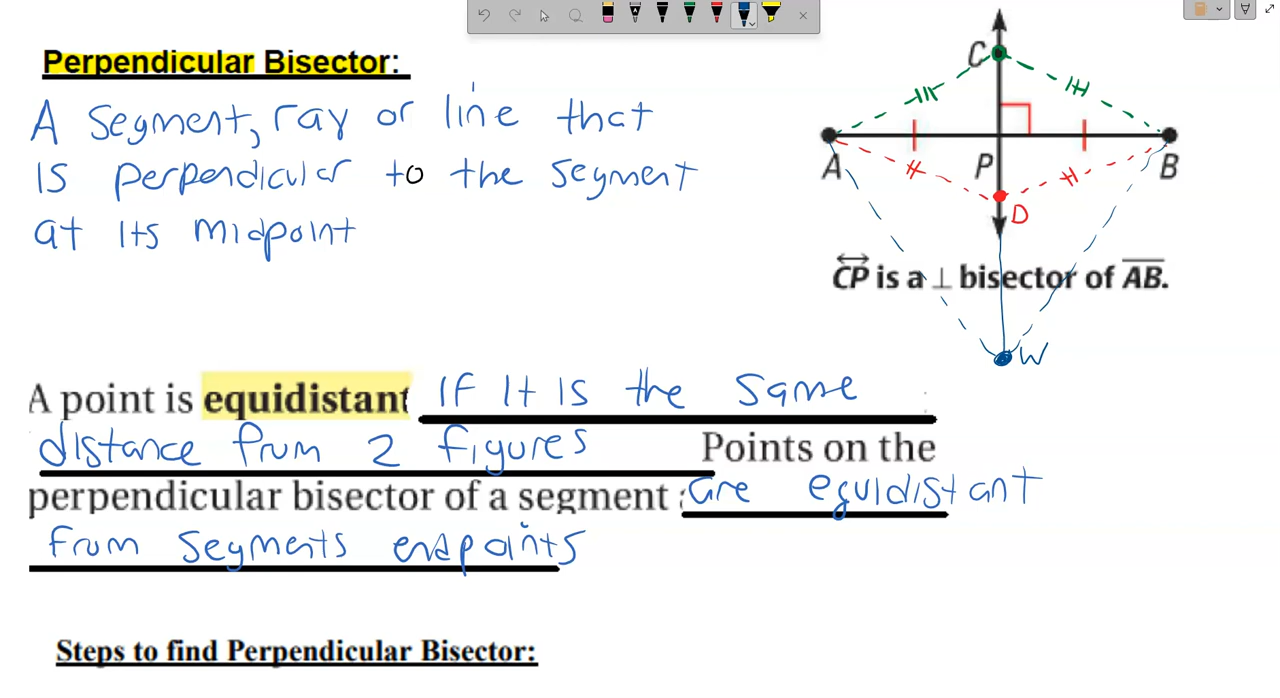 Perpendicular Bisector:
A segment, ray or line that
is perpendicular to the segment
at its midpoint
C
A
P
B
D
CP is a ⊥ bisector of AB.
W
A point is equidistant if it is the same
distance from 2 figures Points on the
perpendicular bisector of a segment are equidistant
from segments endpoints
Steps to find Perpendicular Bisector: